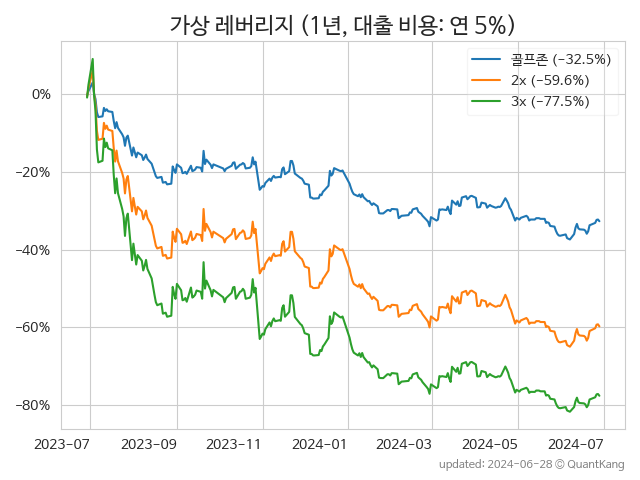 가상 레버리지 (1년, 대출 비용: 연 5%)
골프존 (−32.5%)
2x (−59.6%)
3x (−77.5%)
0%
−20%
−40%
−60%
−80%
2023-07 2023-09 2023-11 2024-01 2024-03 2024-05 2024-07
updated: 2024-06-28 © QuantKang